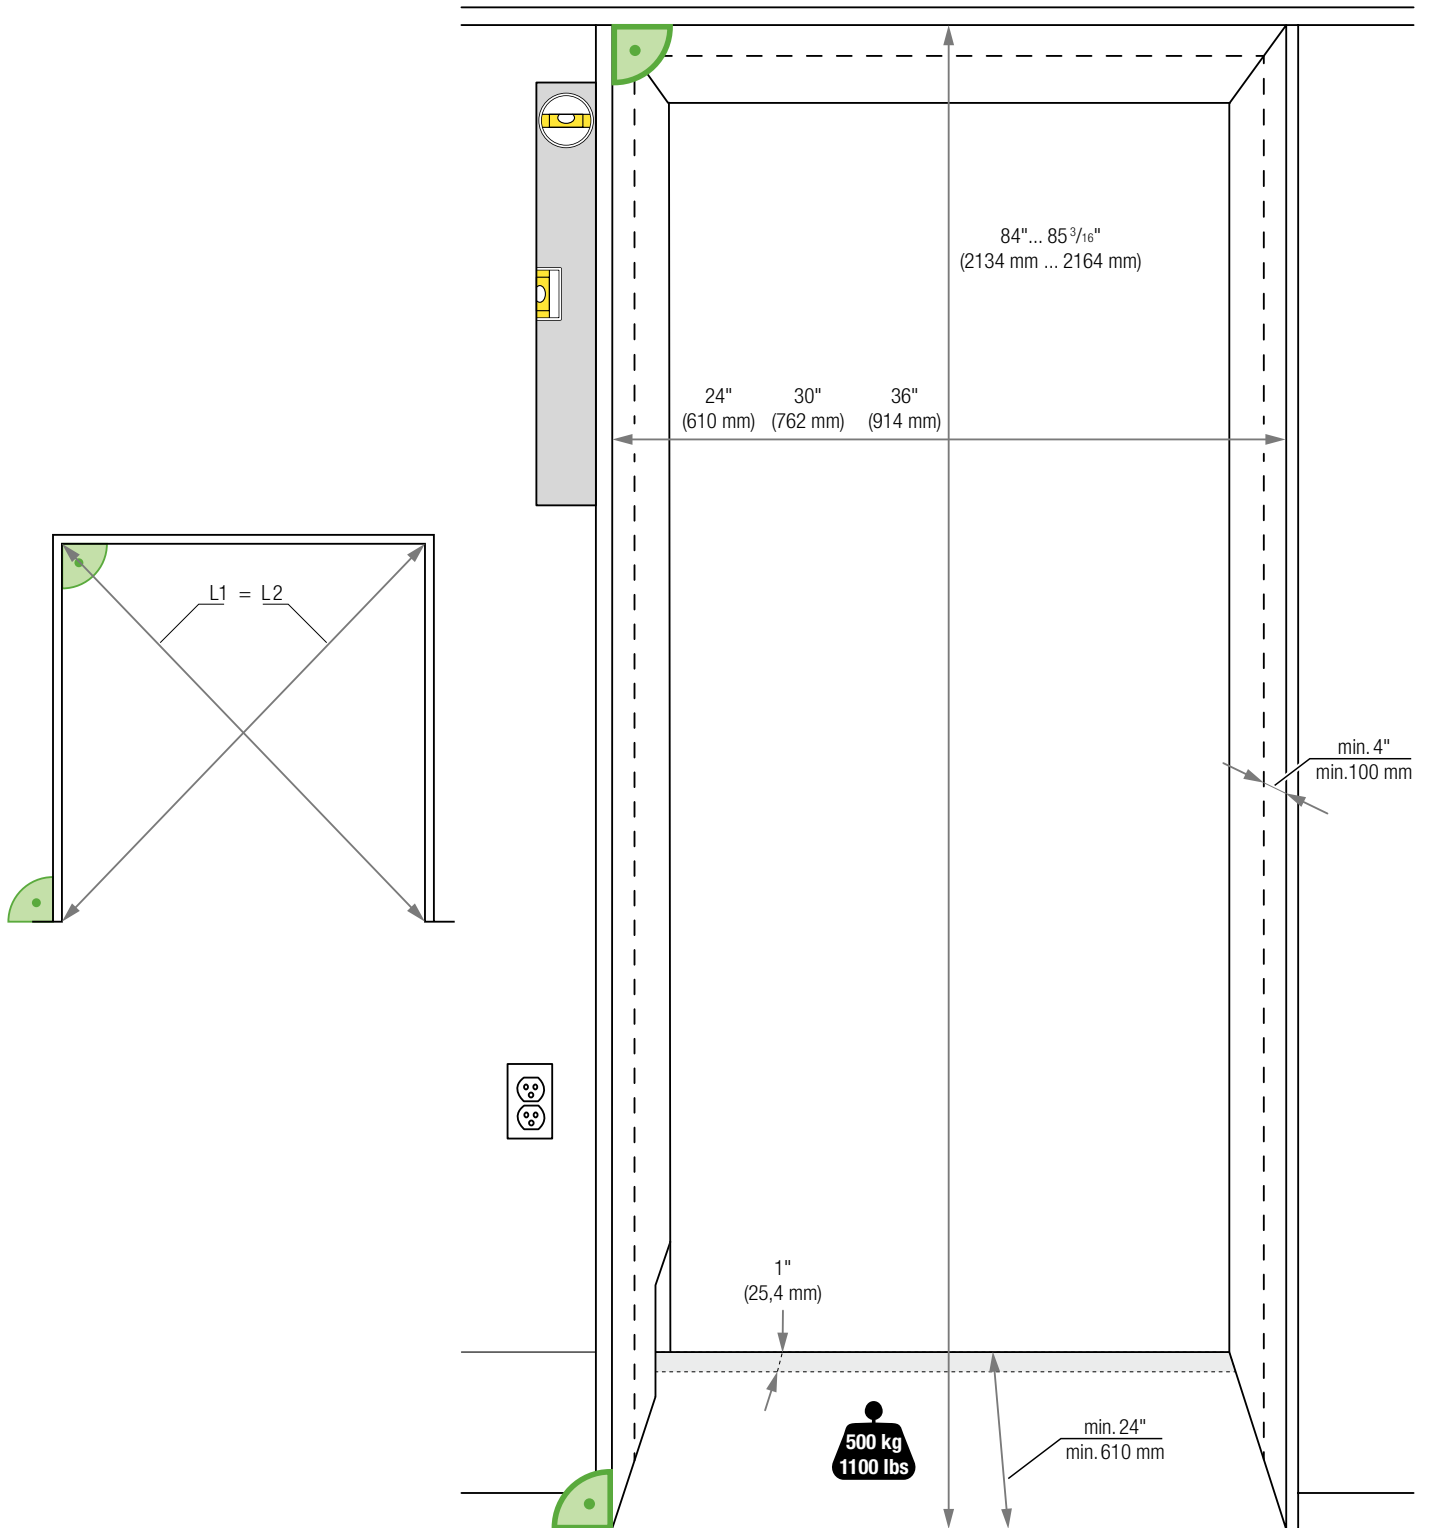 84"... 85 3/16"
(2134 mm ... 2164 mm)
24" 30" 36"
(610 mm) (762 mm) (914 mm)
L1 = L2
min. 4"
min.100 mm
1"
(25,4 mm)
500 kg
1100 lbs
min. 24"
min. 610 mm